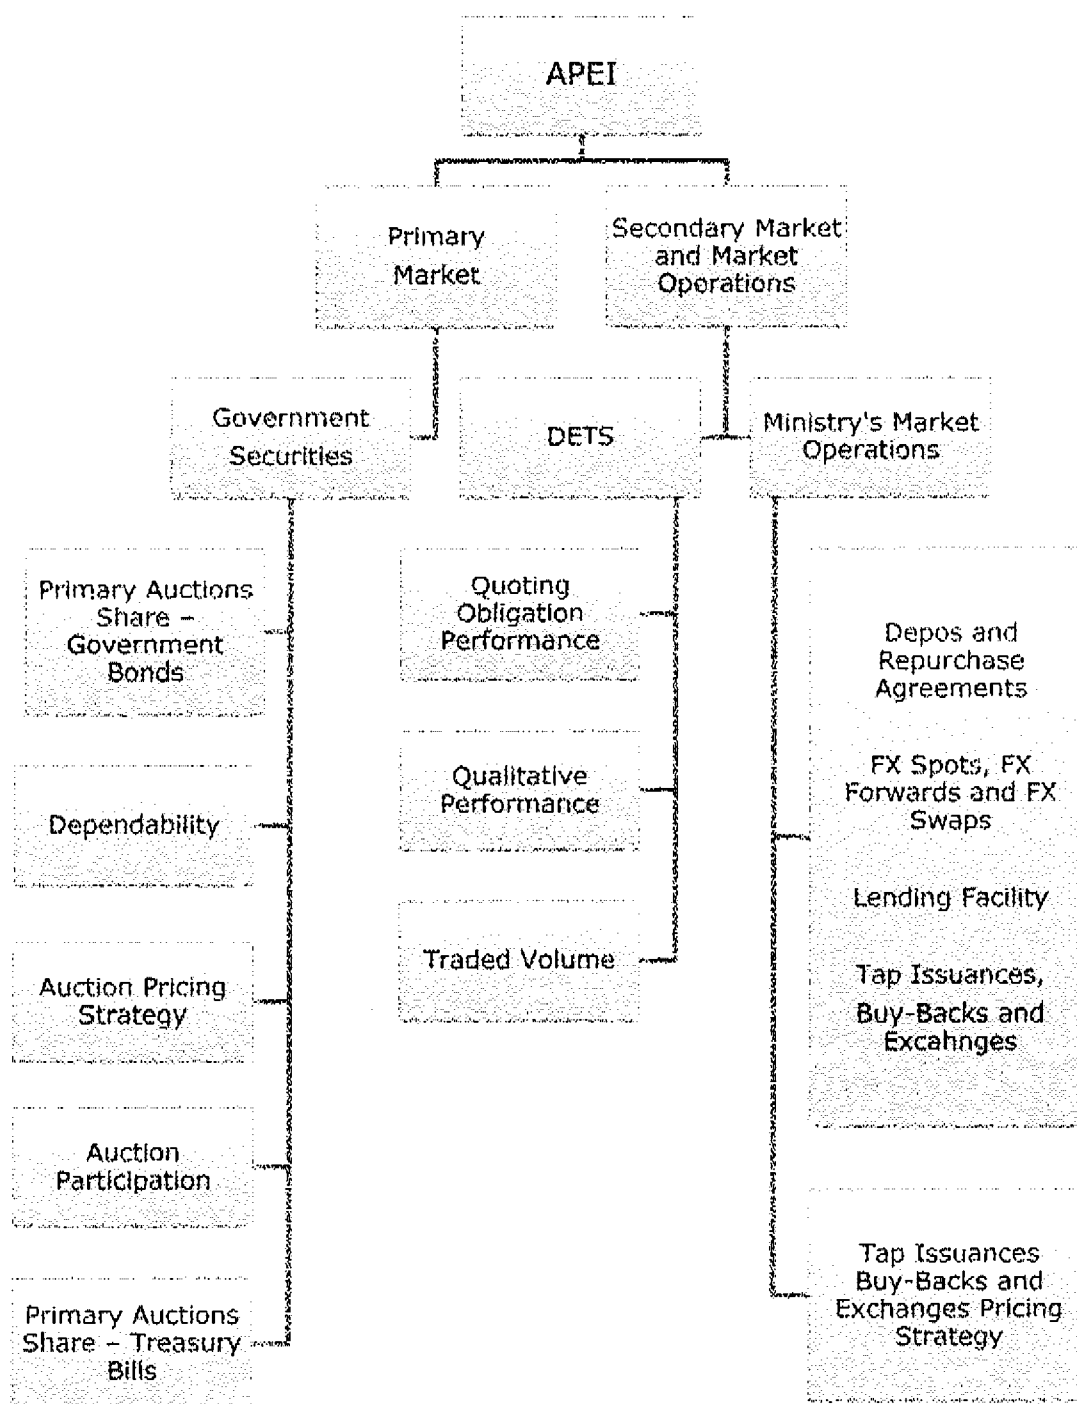 APEI
Primary
Market
Secondary Market
and Market
Operations
Government
Securities
DETS
Ministry's Market
Operations
Primary Auctions
Share –
Government
Bonds
Dependability
Auction Pricing
Strategy
Auction
Participation
Primary Auctions
Share – Treasury
Bills
Quoting
Obligation
Performance
Qualitative
Performance
Traded Volume
Depos and
Repurchase
Agreements
FX Spots, FX
Forwards and FX
Swaps
Lending Facility
Tap Issuances,
Buy-Backs and
Excahnges
Tap Issuances
Buy-Backs and
Exchanges Pricing
Strategy